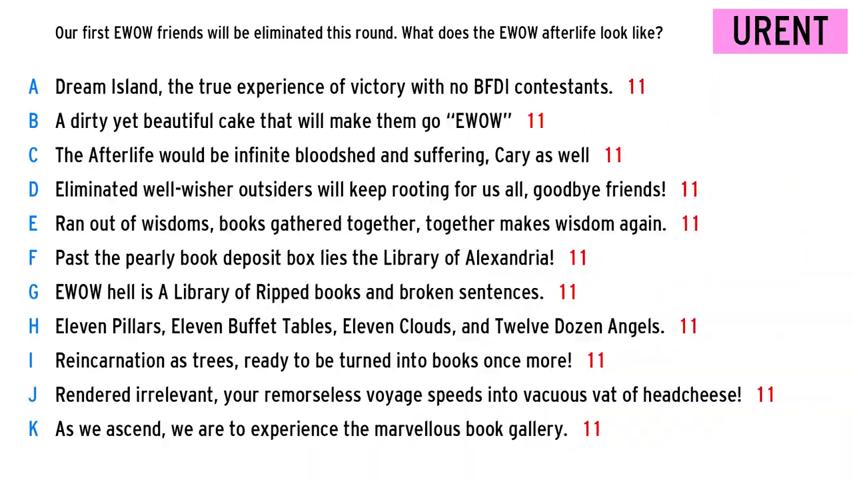 Our first EWOW friends will be eliminated this round. What does the EWOW afterlife look like?
URENT
A Dream Island, the true experience of victory with no BFDI contestants. 11
B A dirty yet beautiful cake that will make them go “EWOW” 11
C The Afterlife would be infinite bloodshed and suffering, Cary as well 11
D Eliminated well-wisher outsiders will keep rooting for us all, goodbye friends! 11
E Ran out of wisdoms, books gathered together, together makes wisdom again. 11
F Past the pearly book deposit box lies the Library of Alexandria! 11
G EWOW hell is A Library of Ripped books and broken sentences. 11
H Eleven Pillars, Eleven Buffet Tables, Eleven Clouds, and Twelve Dozen Angels. 11
I Reincarnation as trees, ready to be turned into books once more! 11
J Rendered irrelevant, your remorseless voyage speeds into vacuous vat of headcheese! 11
K As we ascend, we are to experience the marvellous book gallery. 11